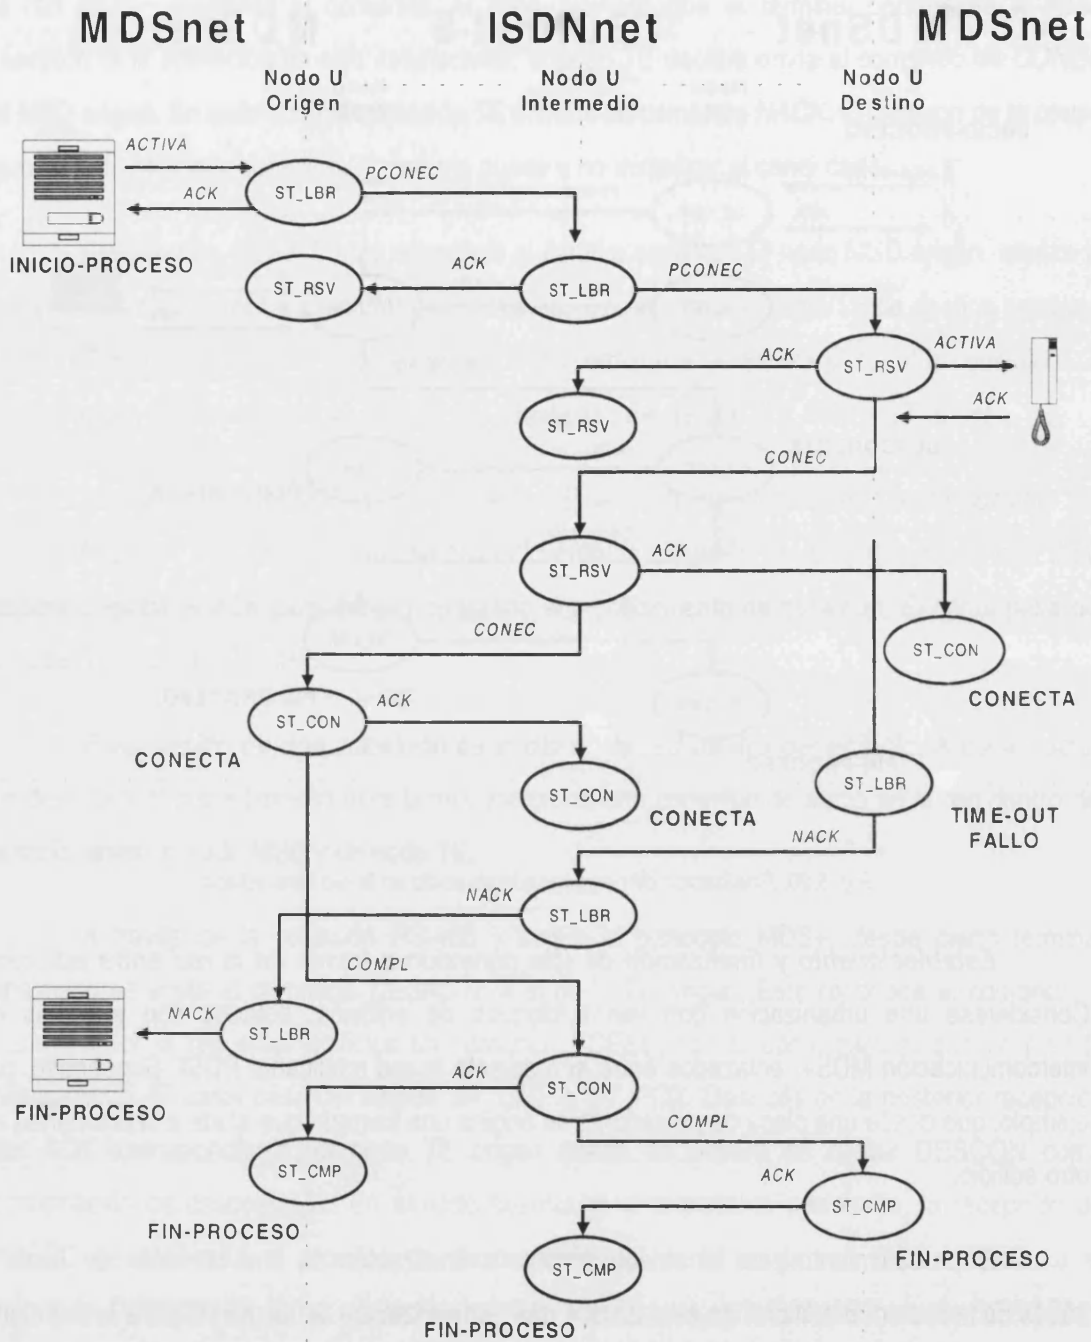 MDSnet ISDNnet MDSnet
Nodo U Nodo U Nodo U
Origen Intermedio Destino
ACTIVA
PCONEC
ACK
ST_LBR
INICIO-PROCESO
ACK
PCONEC
ST_RSV
ST_LBR
ACK
ACTIVA
ST_RSV
ACK
ST_RSV
CONEC
ACK
ST_RSV
CONEC
ST_CON
CONECTA
ACK
ST_CON
CONECTA
ST_CON
CONECTA
ST_LBR
TIME-OUT
FALLO
NACK
NACK
ST_LBR
COMPL
NACK
ST_LBR
FIN-PROCESO
ACK
ST_CON
COMPL
ST_CMP
FIN-PROCESO
ACK
ST_CMP
FIN-PROCESO
ST_CMP
FIN-PROCESO